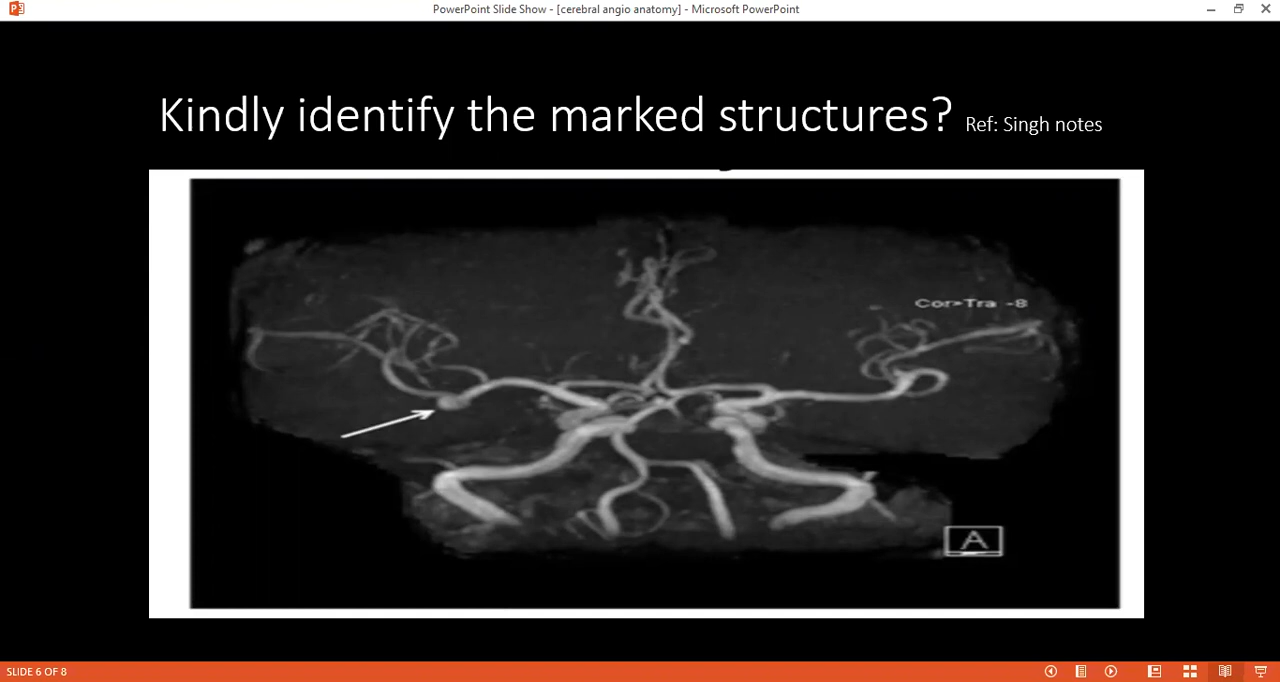 PowerPoint Slide Show - [cerebral angio anatomy] - Microsoft PowerPoint
Kindly identify the marked structures? Ref: Singh notes
Cor>Tra -8
A
SLIDE 6 OF 8